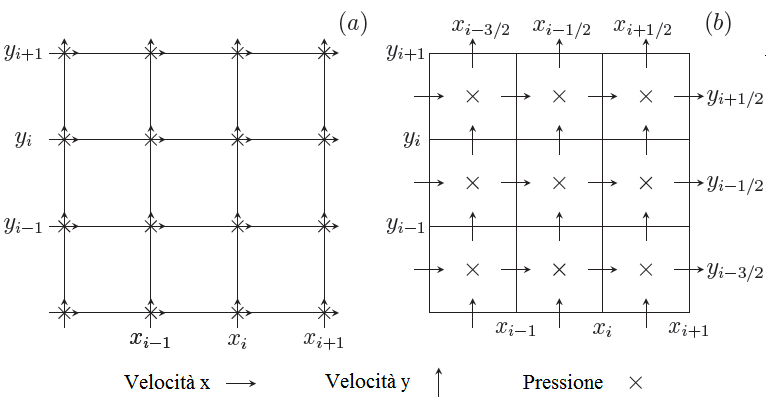 (a)
y_{i+1}
y_i
y_{i-1}
x_{i-1} x_i x_{i+1}
(b)
x_{i-3/2} x_{i-1/2} x_{i+1/2}
y_{i+1}
y_{i+1/2}
y_i
y_{i-1/2}
y_{i-1}
y_{i-3/2}
x_{i-1} x_i x_{i+1}
Velocità x → Velocità y ↑ Pressione ×